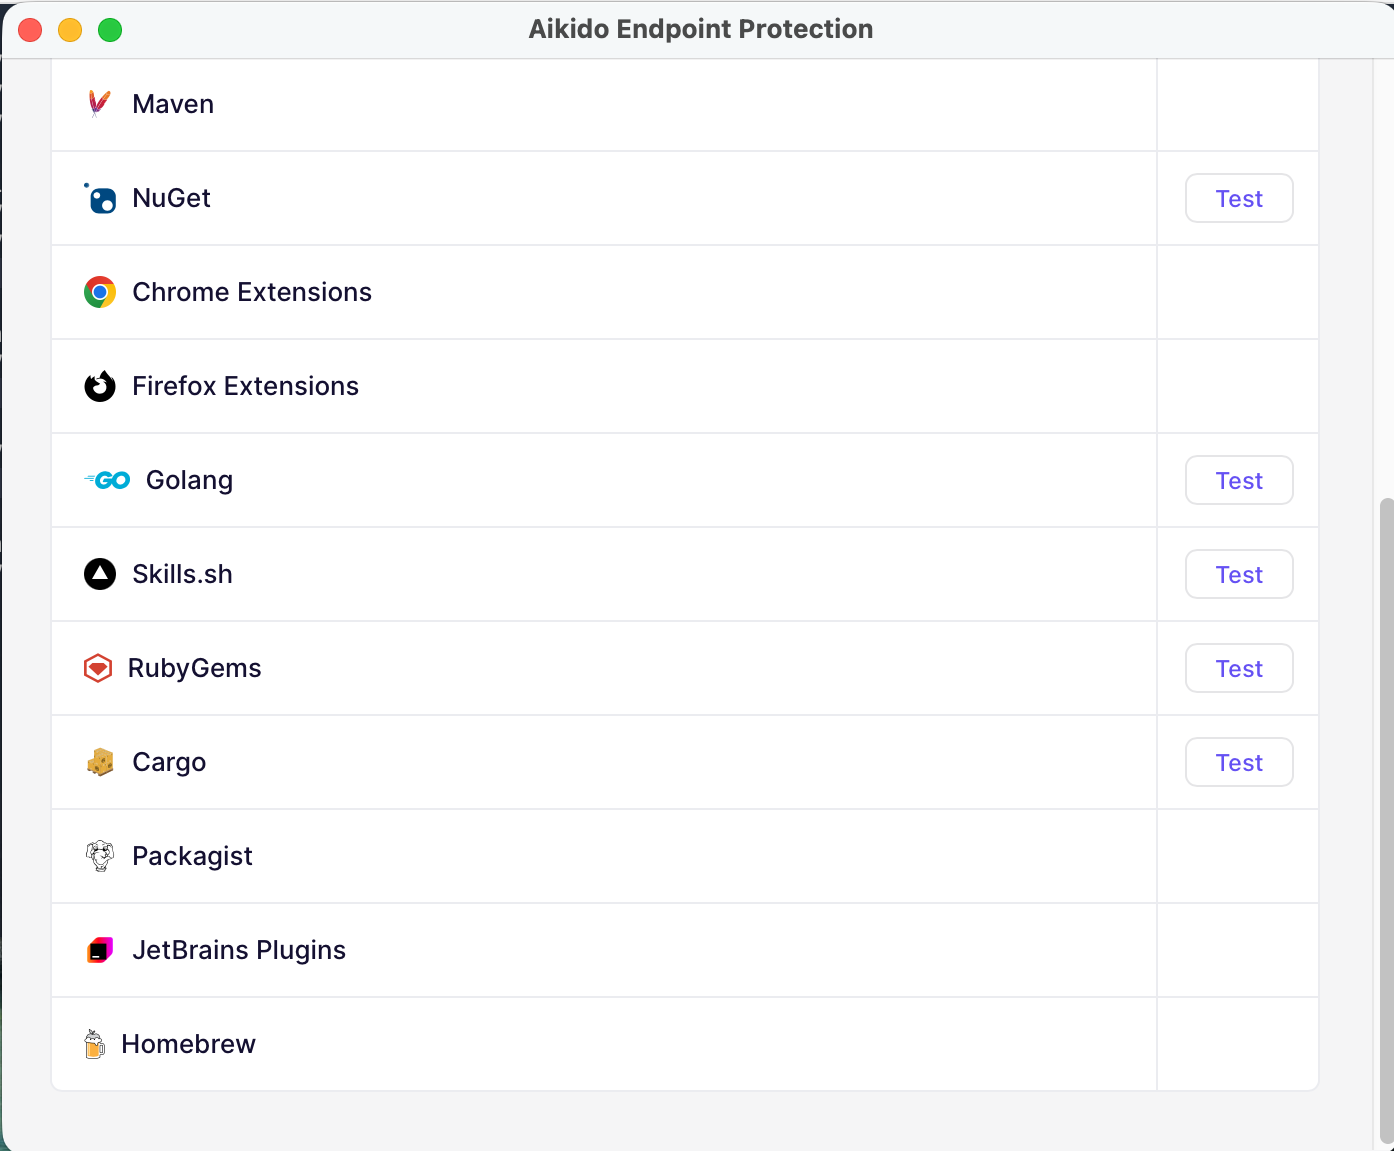 Aikido Endpoint Protection
Maven
NuGet
Test
Chrome Extensions
Firefox Extensions
GO Golang
Test
Skills.sh
Test
RubyGems
Test
Cargo
Test
Packagist
JetBrains Plugins
Homebrew